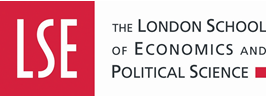 LSE
THE LONDON SCHOOL
OF ECONOMICS AND
POLITICAL SCIENCE